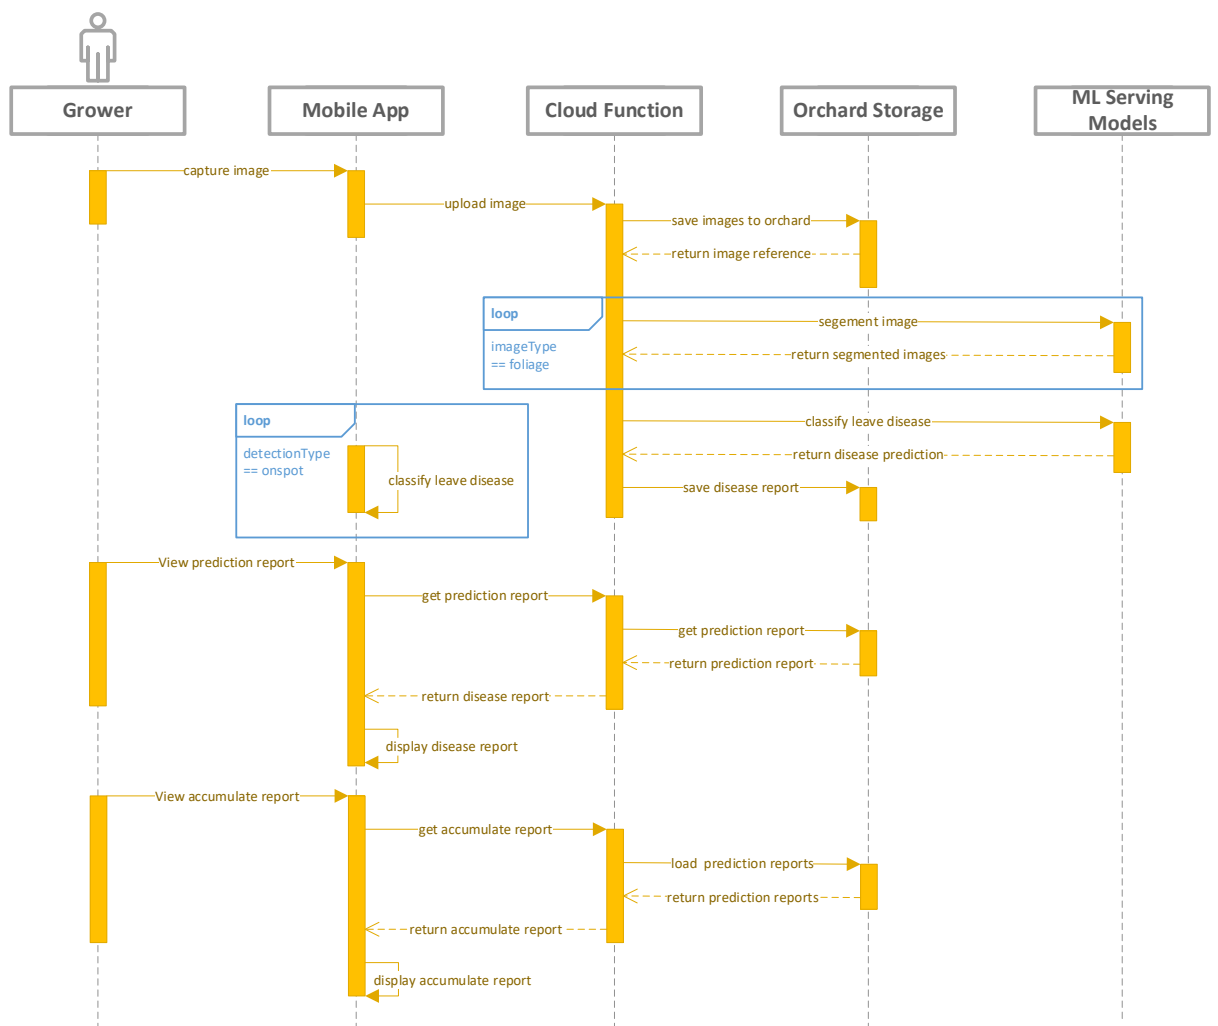 Grower
Mobile App
Cloud Function
Orchard Storage
ML Serving
Models
capture image
upload image
save images to orchard
return image reference
loop
imageType
== foliage
segement image
return segmented images
loop
detectionType
== onspot
classify leave disease
classify leave disease
return disease prediction
save disease report
View prediction report
get prediction report
get prediction report
return prediction report
return disease report
display disease report
View accumulate report
get accumulate report
load  prediction reports
return prediction reports
return accumulate report
display accumulate report